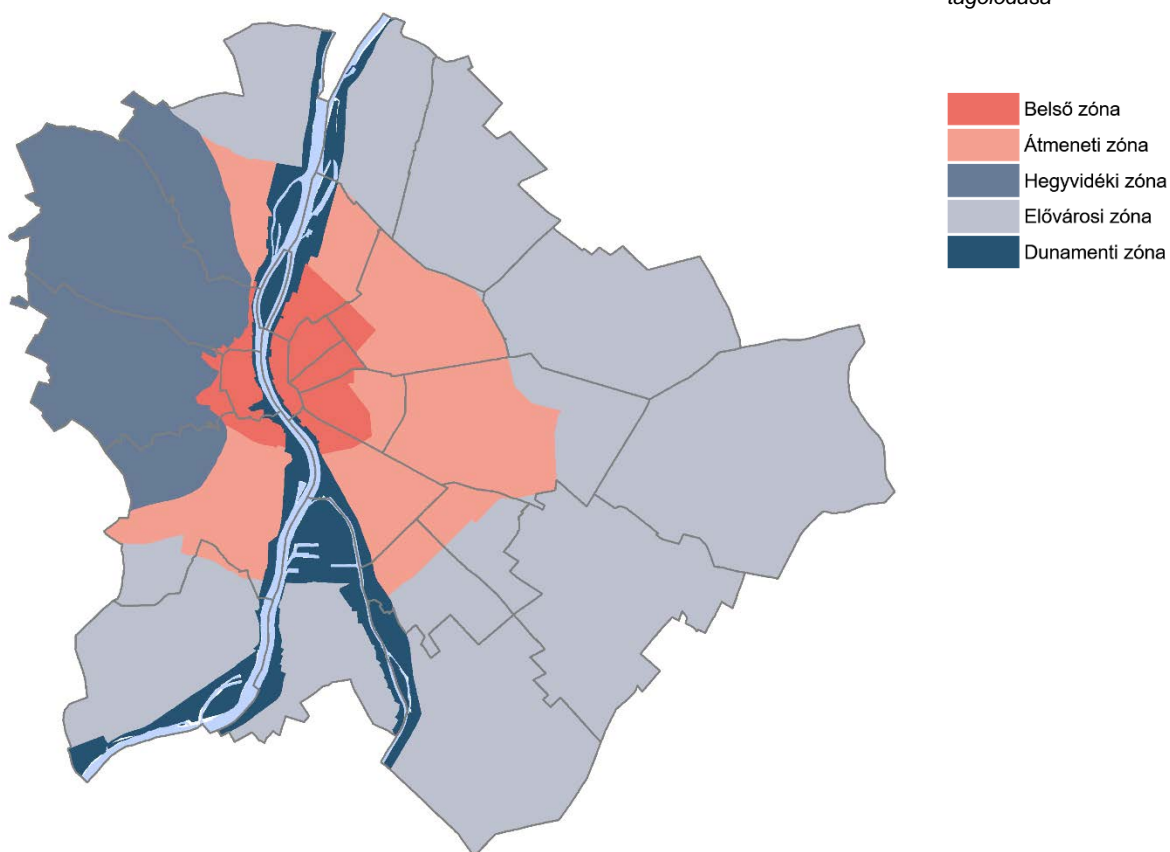 tagolódása
Belső zóna
Átmeneti zóna
Hegyvidéki zóna
Elővárosi zóna
Dunamenti zóna